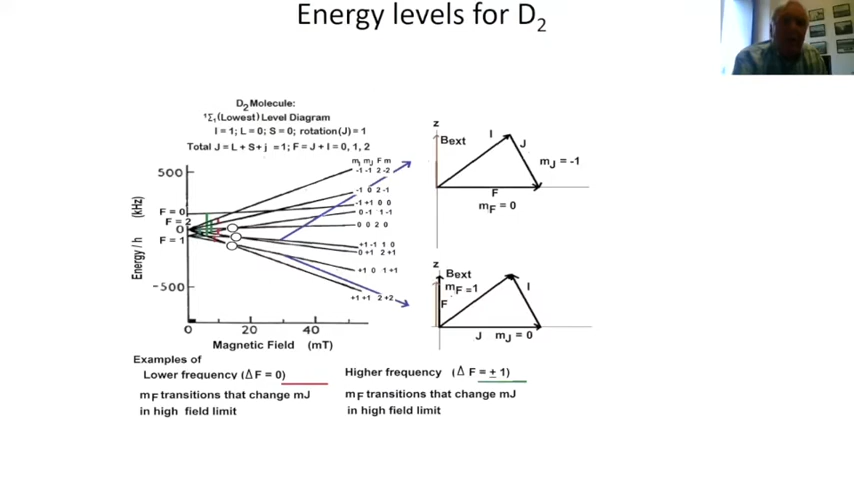 Energy levels for D2
D2 Molecule:
¹Σ1(Lowest) Level Diagram
I = 1; L = 0; S = 0; rotation(J) = 1
Total J = L + S+ j = 1; F = J + I = 0, 1, 2
500
F = 0
F = 2
0
F = 1
-500
Energy/h (kHz)
mI mJ F m
-1 -1 2 -2
-1 0 2 -1
-1 +1 0 0
0 -1 1 -1
0 0 2 0
+1 -1 1 0
0 +1 2 +1
+1 0 1 +1
+1 +1 2 +2
0 20 40
Magnetic Field (mT)
z
Bext
I
J
mJ = -1
F
mF = 0
z
Bext
mF =1
F
I
J mJ = 0
Examples of
Lower frequency (ΔF = 0)
mF transitions that change mJ
in high field limit
Higher frequency (Δ F = ± 1)
mF transitions that change mJ
in high field limit